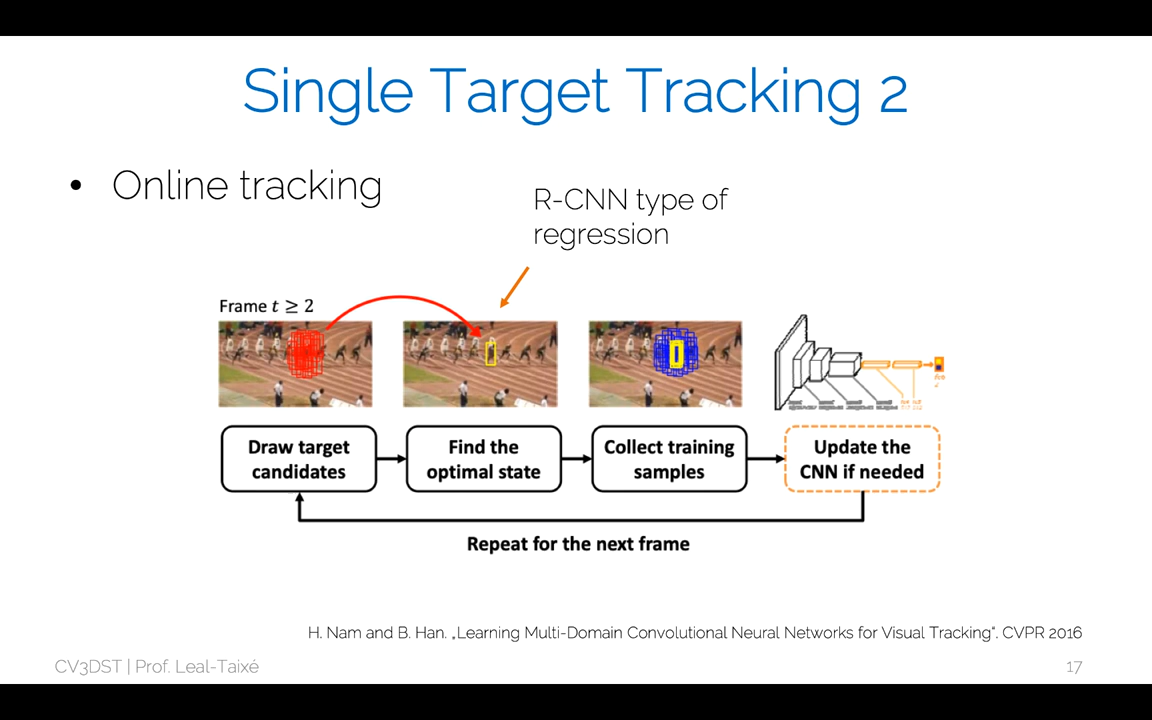 Single Target Tracking 2
• Online tracking
R-CNN type of
regression
Frame t ≥ 2
Draw target
candidates
Find the
optimal state
Collect training
samples
Update the
CNN if needed
Repeat for the next frame
H. Nam and B. Han. „Learning Multi-Domain Convolutional Neural Networks for Visual Tracking“. CVPR 2016
CV3DST | Prof. Leal-Taixé
17